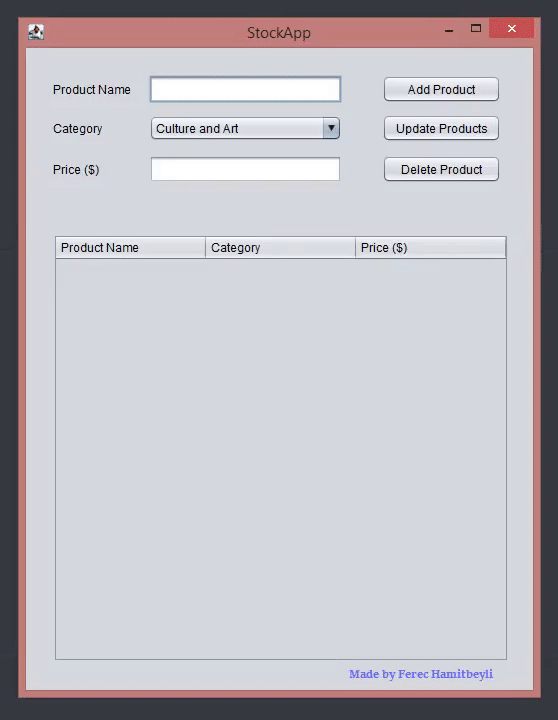 StockApp
Product Name
Add Product
Category
Culture and Art
Update Products
Price ($)
Delete Product
Product Name Category Price ($)
Made by Ferec Hamitbeyli